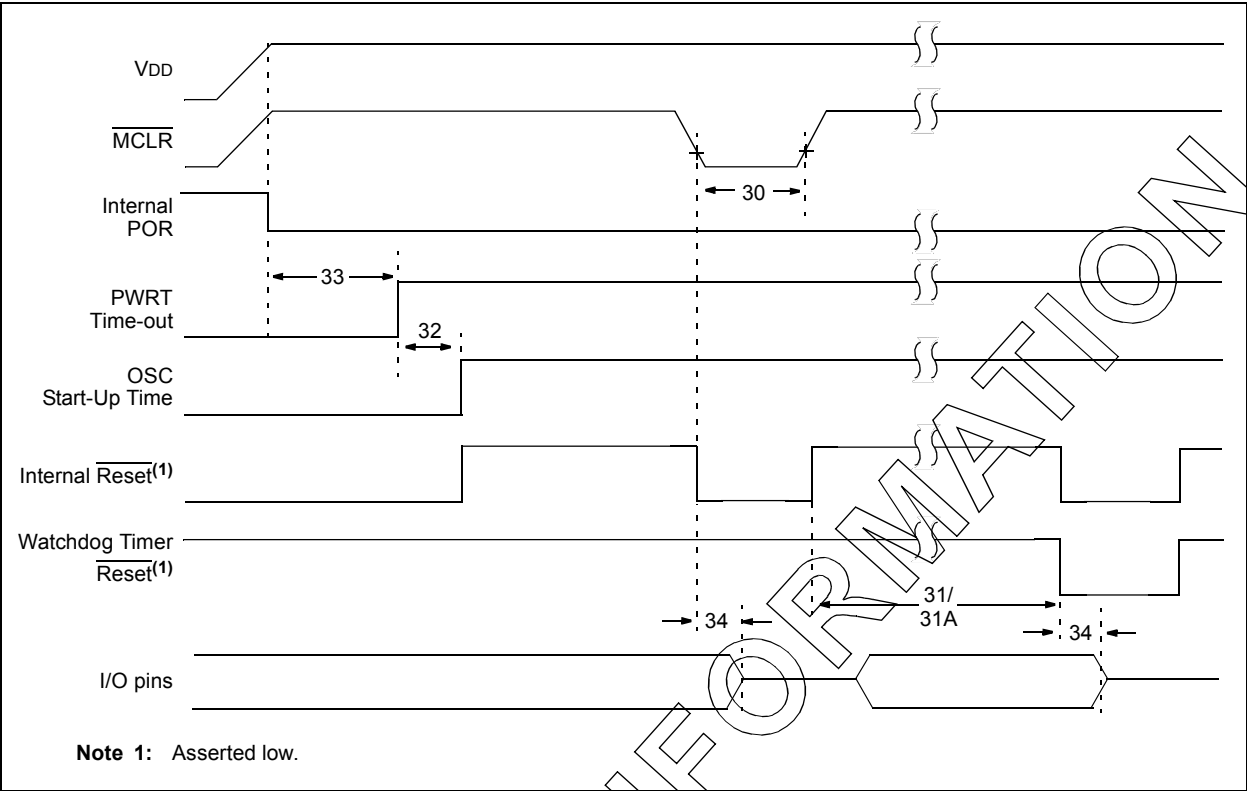 VDD
MCLR
30
Internal
POR
33
PWRT
Time-out
32
OSC
Start-Up Time
Internal Reset(1)
Watchdog Timer
Reset(1)
31/
31A
34
34
I/O pins
Note 1: Asserted low.
NFORMATION